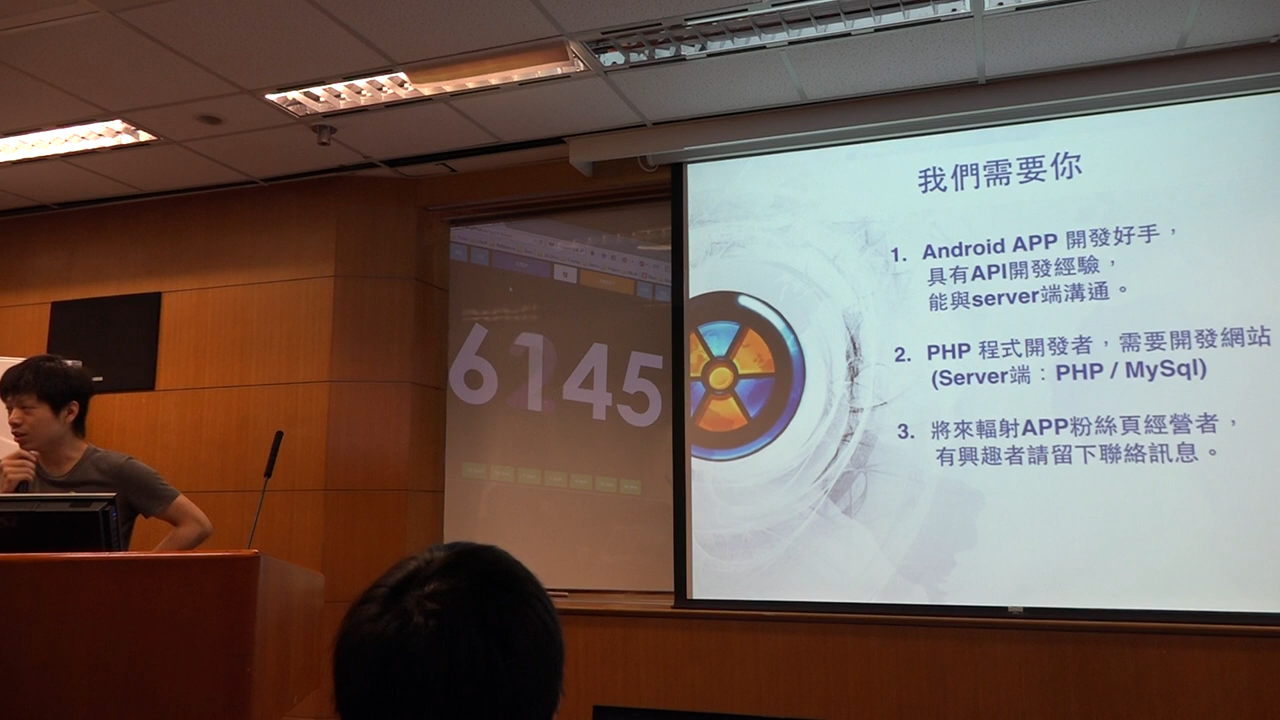 6145
我們需要你
1. Android APP 開發好手，
具有API開發經驗，
能與server端溝通。
2. PHP 程式開發者，需要開發網站
(Server端：PHP / MySql)
3. 將來輻射APP粉絲頁經營者，
有興趣者請留下聯絡訊息。